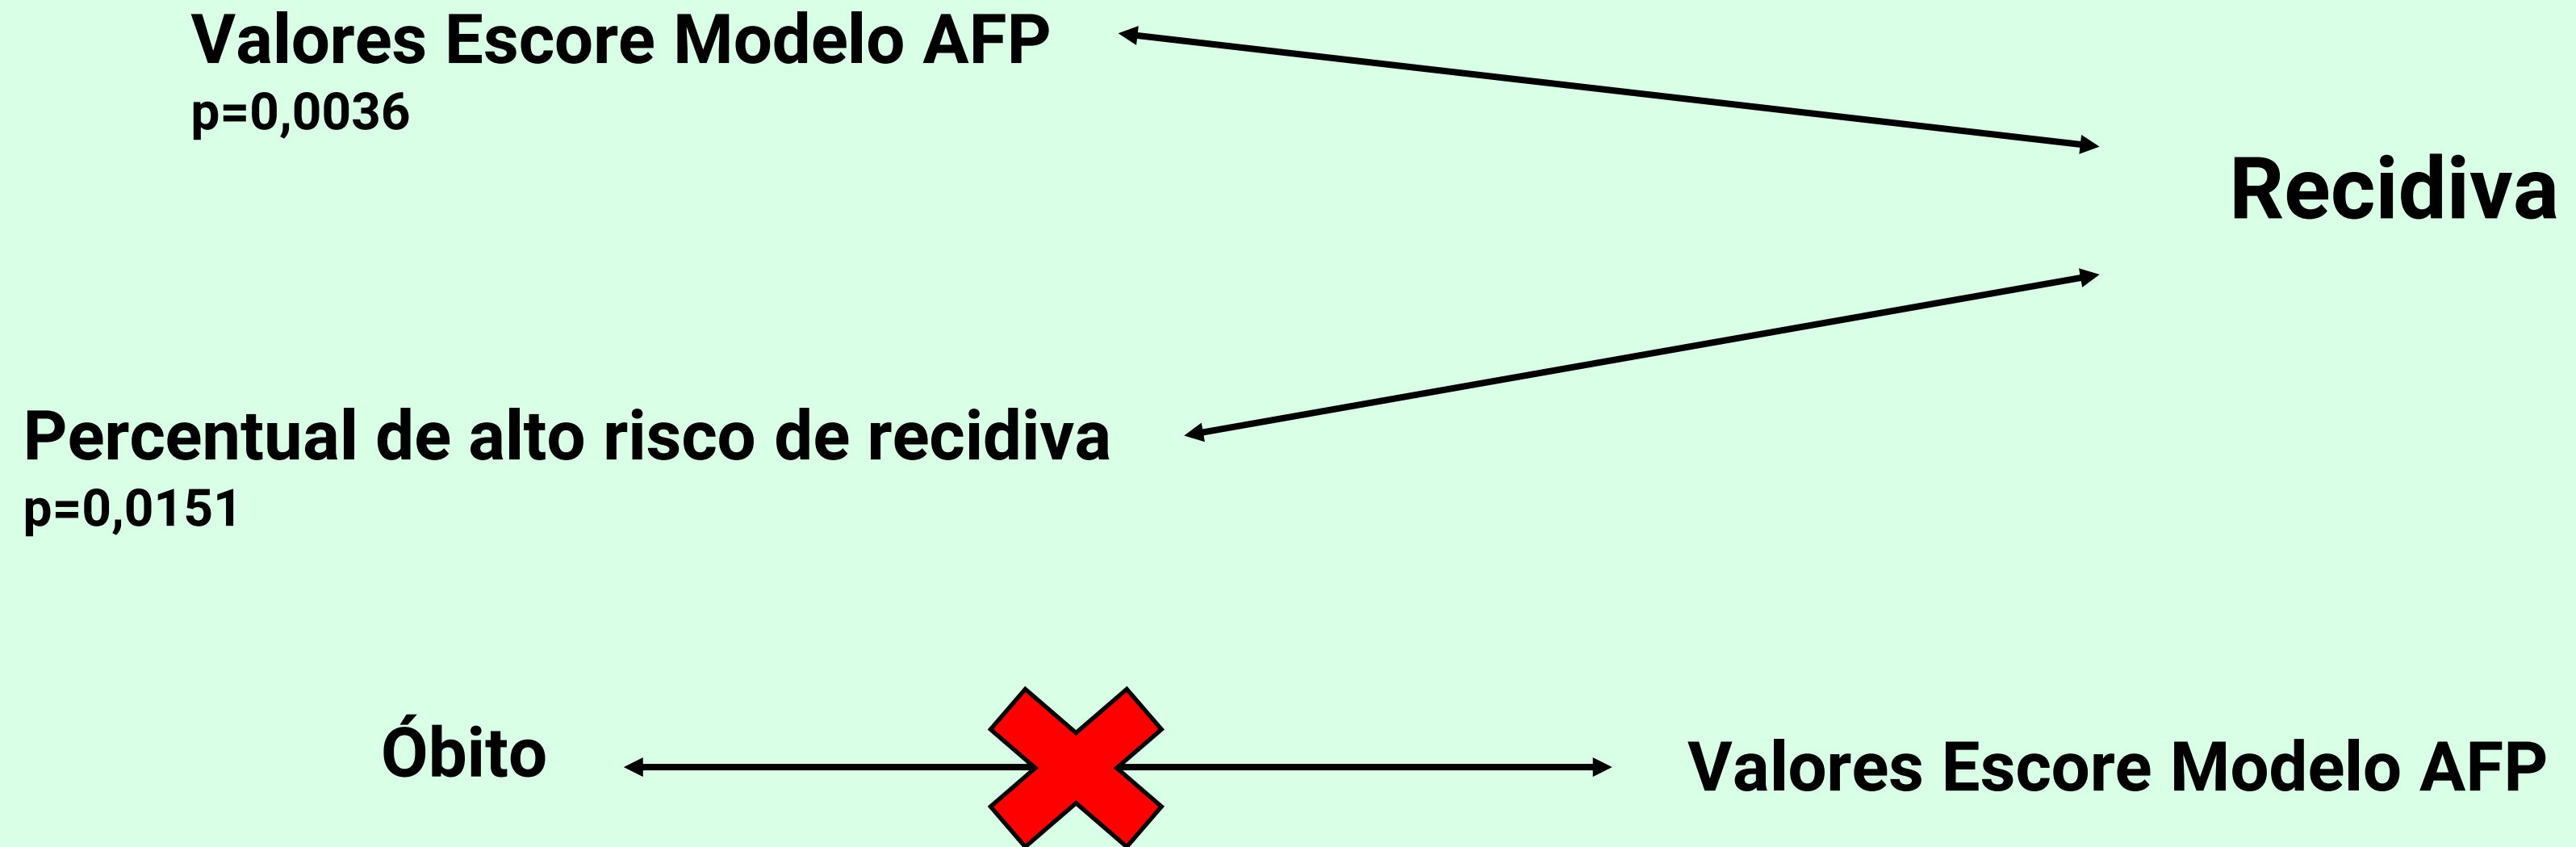 Valores Escore Modelo AFP
p=0,0036
Recidiva
Percentual de alto risco de recidiva
p=0,0151
Óbito
Valores Escore Modelo AFP